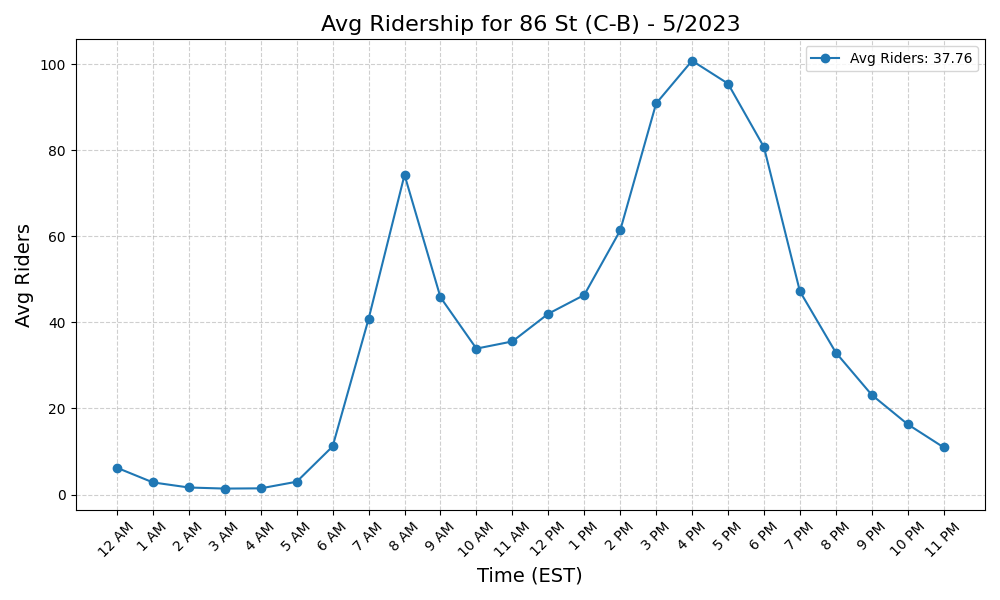 Avg Ridership for 86 St (C-B) - 5/2023
Avg Riders: 37.76
Avg Riders
100
80
60
40
20
0
12 AM
1 AM
2 AM
3 AM
4 AM
5 AM
6 AM
7 AM
8 AM
9 AM
10 AM
11 AM
12 PM
1 PM
2 PM
3 PM
4 PM
5 PM
6 PM
7 PM
8 PM
9 PM
10 PM
11 PM
Time (EST)